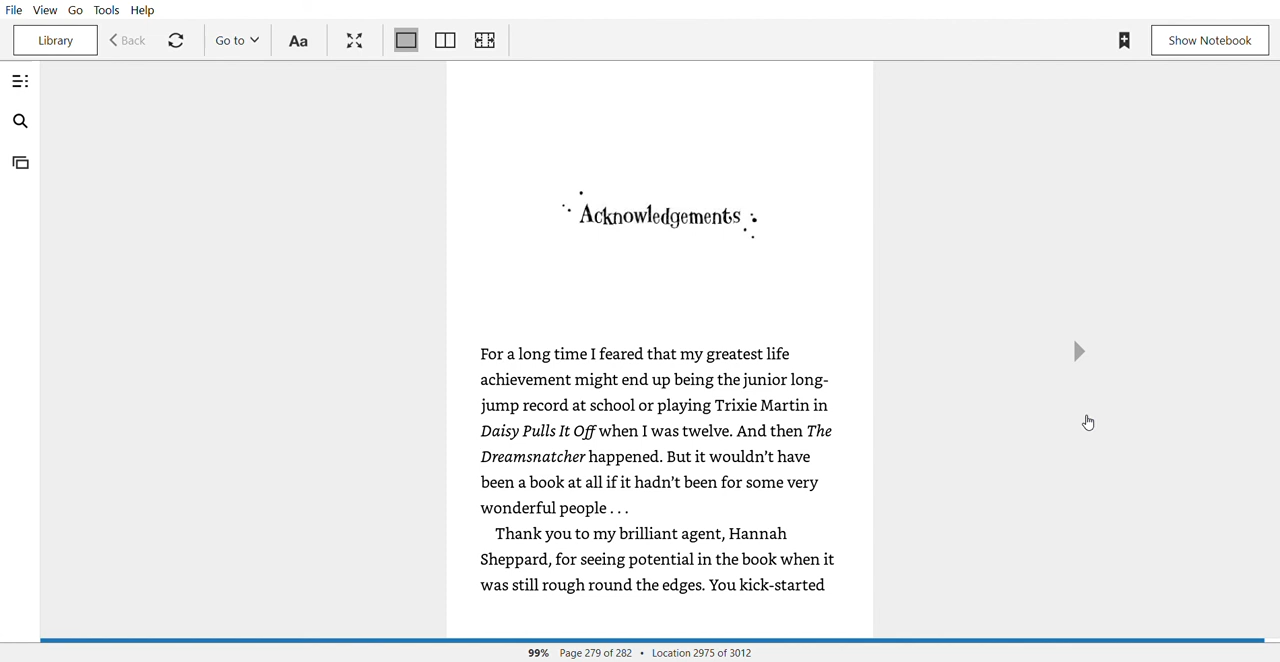 File View Go Tools Help
Library Back Go to Aa Show Notebook
Acknowledgements
For a long time I feared that my greatest life
achievement might end up being the junior long-
jump record at school or playing Trixie Martin in
Daisy Pulls It Off when I was twelve. And then The
Dreamsnatcher happened. But it wouldn't have
been a book at all if it hadn't been for some very
wonderful people . . .
Thank you to my brilliant agent, Hannah
Sheppard, for seeing potential in the book when it
was still rough round the edges. You kick-started
99% Page 279 of 282 • Location 2975 of 3012